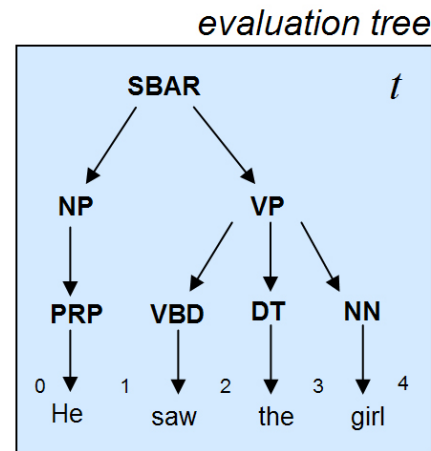 evaluation tree
t
SBAR
NP VP
PRP VBD DT NN
0 1 2 3 4
He saw the girl